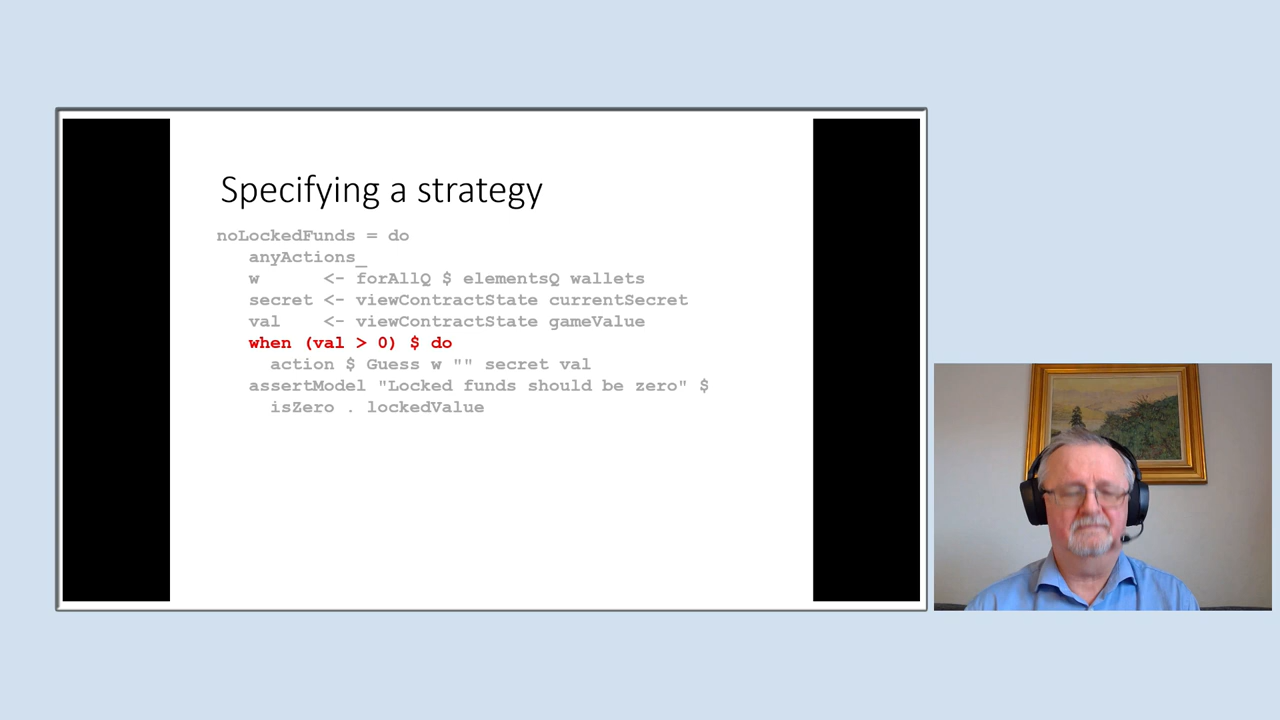 Specifying a strategy
noLockedFunds = do
anyActions_
w <- forAllQ $ elementsQ wallets
secret <- viewContractState currentSecret
val <- viewContractState gameValue
when (val > 0) $ do
action $ Guess w "" secret val
assertModel "Locked funds should be zero" $
isZero . lockedValue